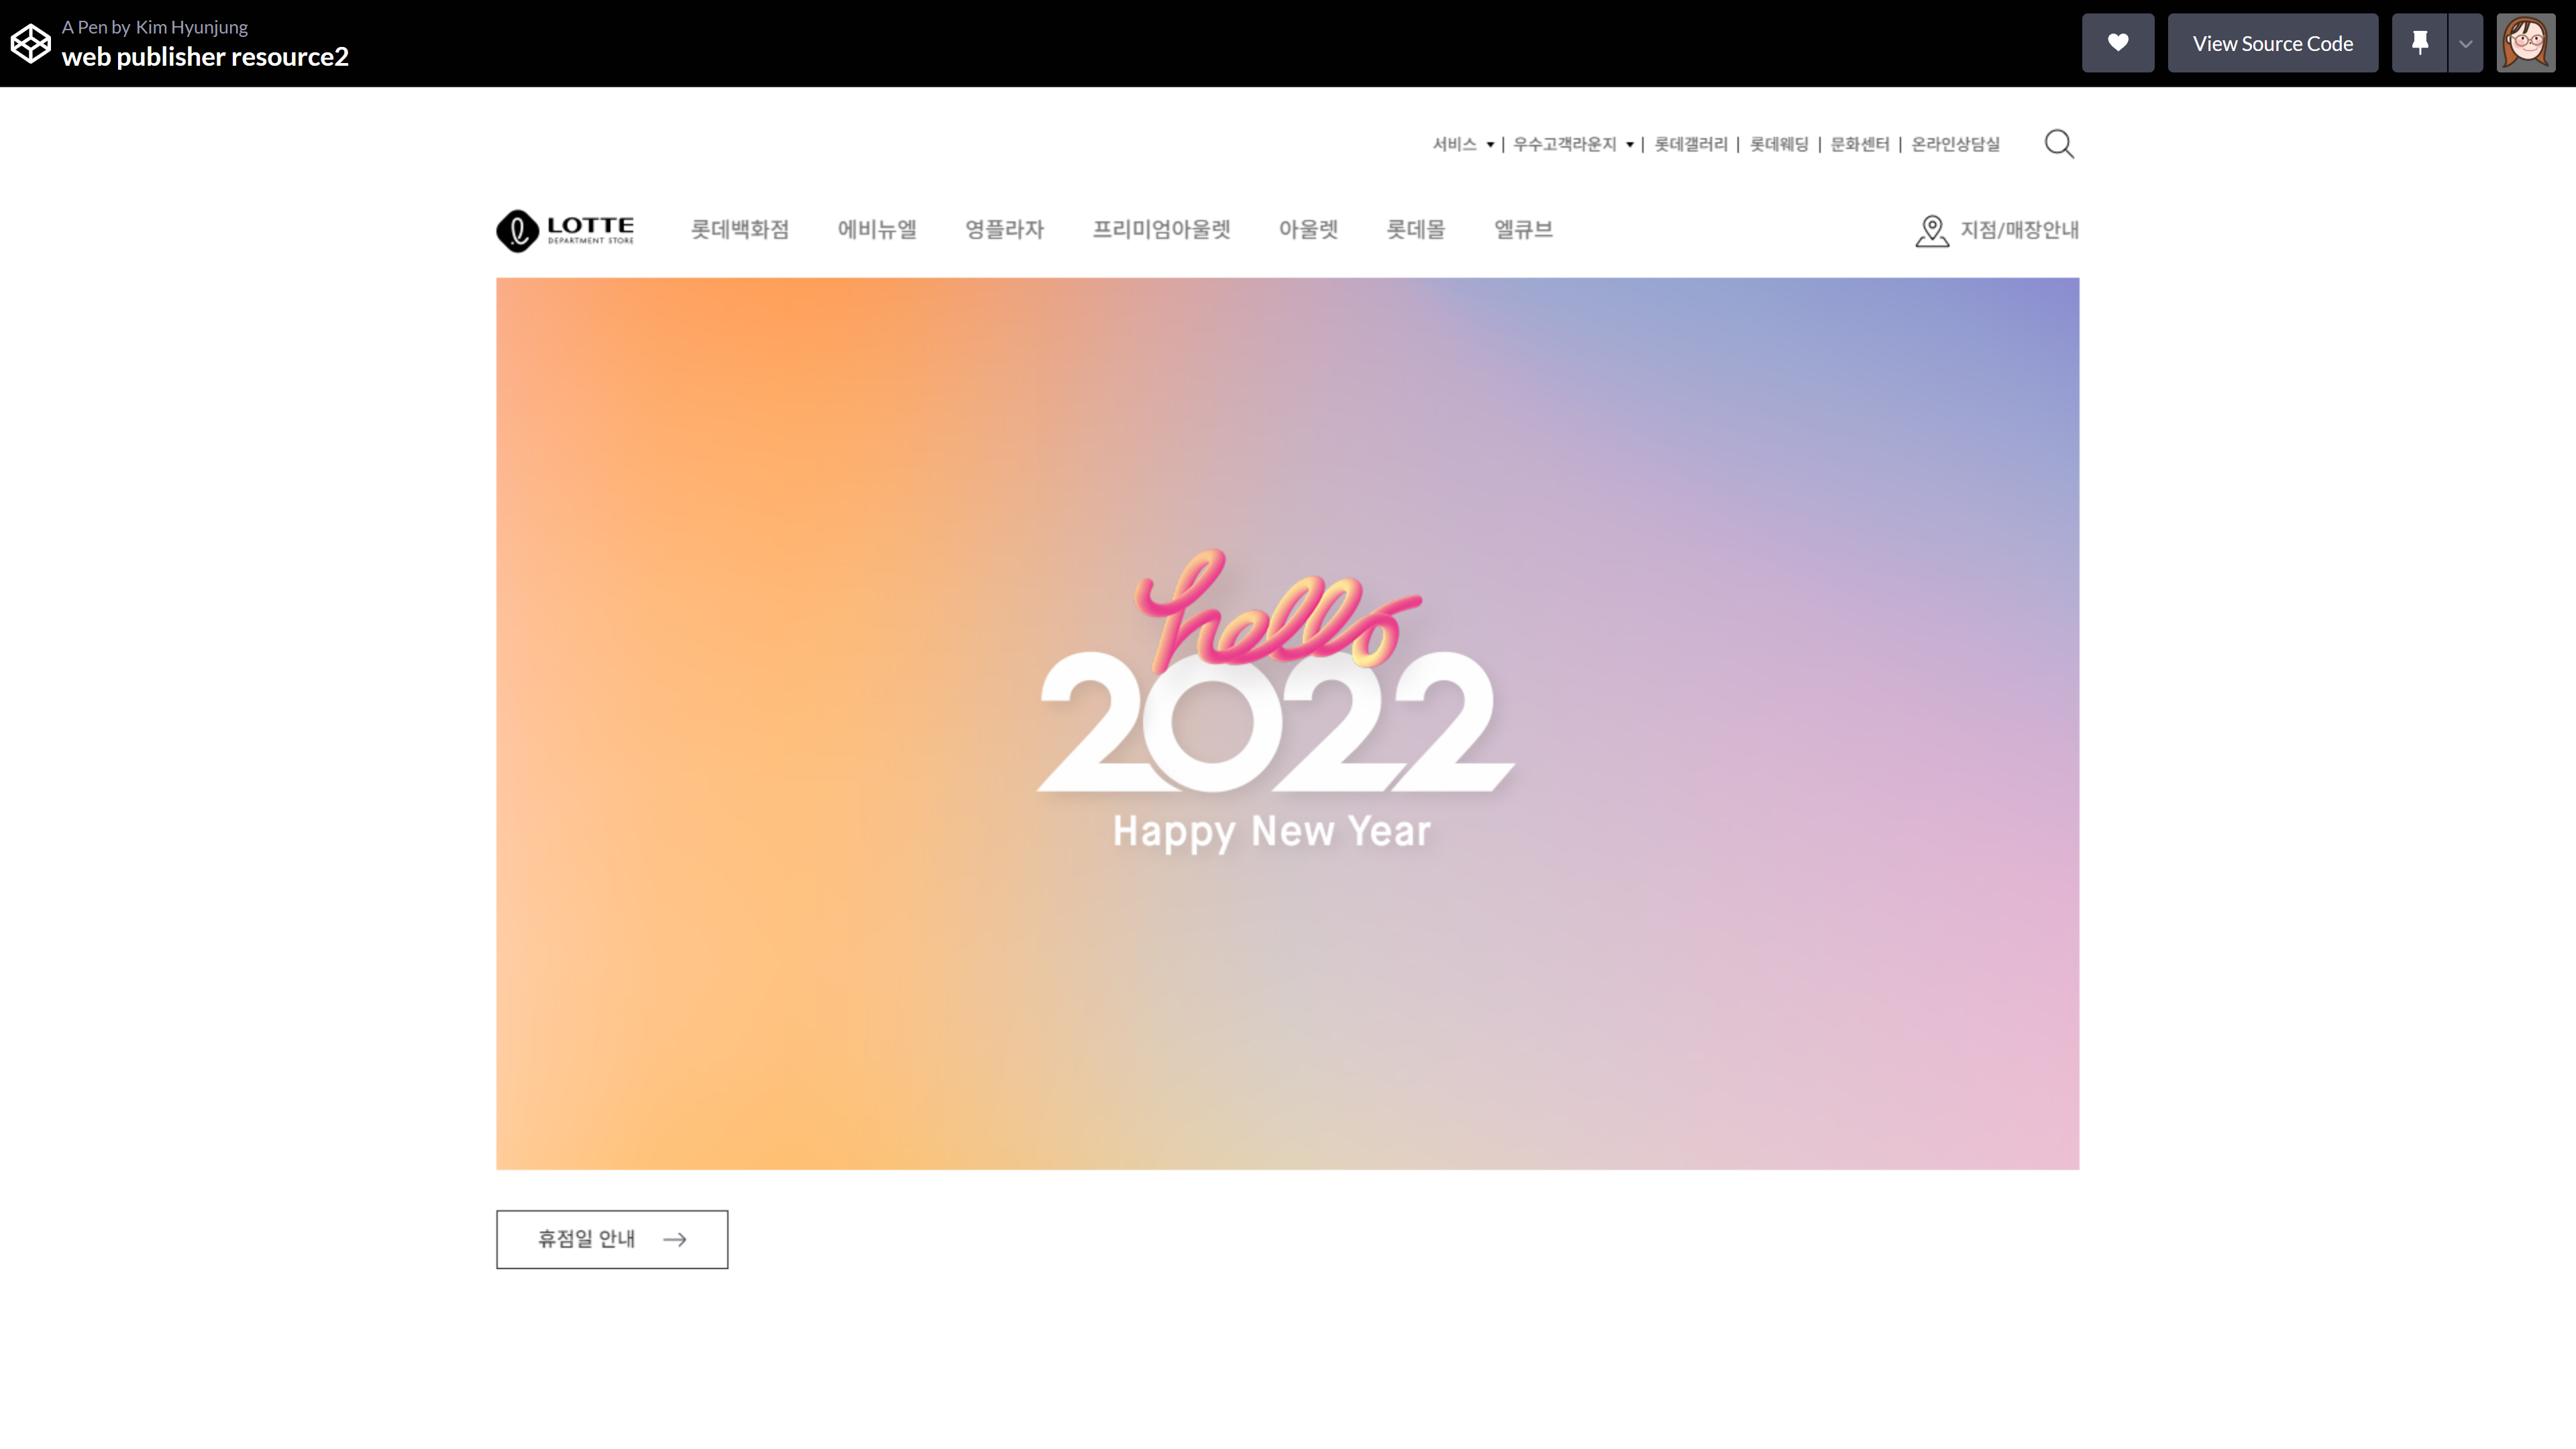 A Pen by Kim Hyunjung
web publisher resource2
View Source Code
서비스 | 우수고객라운지 | 롯데갤러리 | 롯데웨딩 | 문화센터 | 온라인상담실
LOTTE
DEPARTMENT STORE
롯데백화점 에비뉴엘 영플라자 프리미엄아울렛 아울렛 롯데몰 엘큐브
지점/매장안내
hello
2022
Happy New Year
휴점일 안내 →